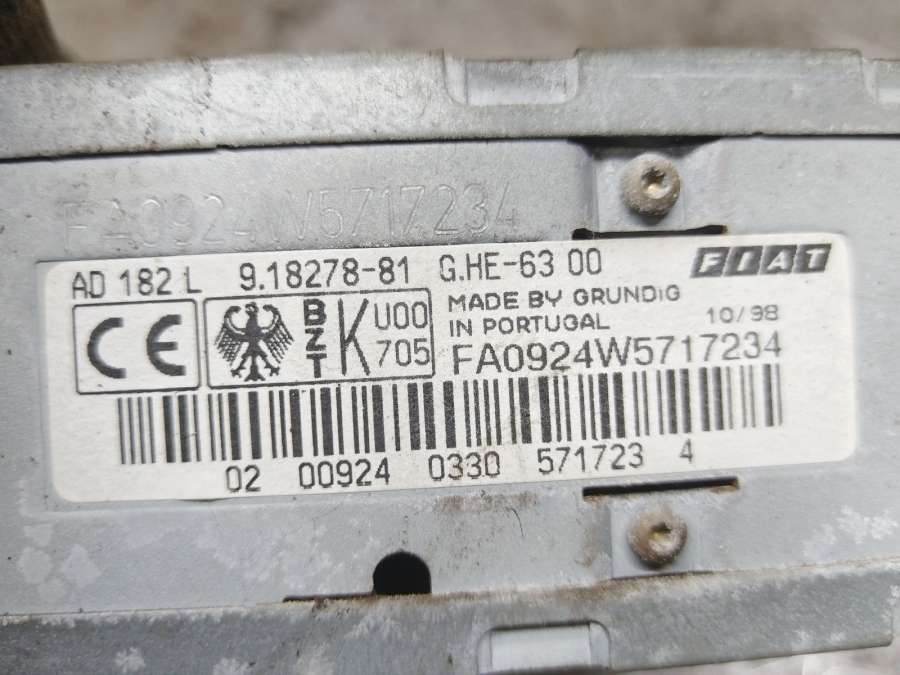 FA0924W5717234
AD 182 L 9.18278-81 G.HE-63 00 FIAT
CE BZT K U00 705
MADE BY GRUNDIG
IN PORTUGAL 10/98
FA0924W5717234
02 00924 0330 571723 4